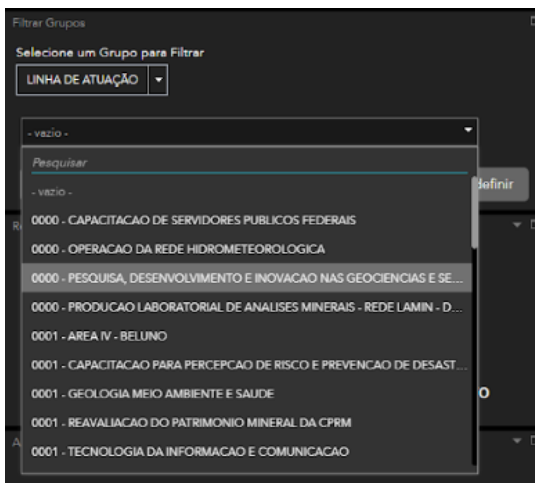 Filtrar Grupos
Selecione um Grupo para Filtrar
LINHA DE ATUAÇÃO
- vazio -
Pesquisar
- vazio -
definir
0000 - CAPACITACAO DE SERVIDORES PUBLICOS FEDERAIS
0000 - OPERACAO DA REDE HIDROMETEOROLOGICA
0000 - PESQUISA, DESENVOLVIMENTO E INOVACAO NAS GEOCIENCIAS E SE...
0000 - PRODUCAO LABORATORIAL DE ANALISES MINERAIS - REDE LAMIN - D...
0001 - AREA IV - BELUNO
0001 - CAPACITACAO PARA PERCEPCAO DE RISCO E PREVENCAO DE DESAST...
0001 - GEOLOGIA MEIO AMBIENTE E SAUDE
O
0001 - REAVALIACAO DO PATRIMONIO MINERAL DA CPRM
0001 - TECNOLOGIA DA INFORMACAO E COMUNICACAO